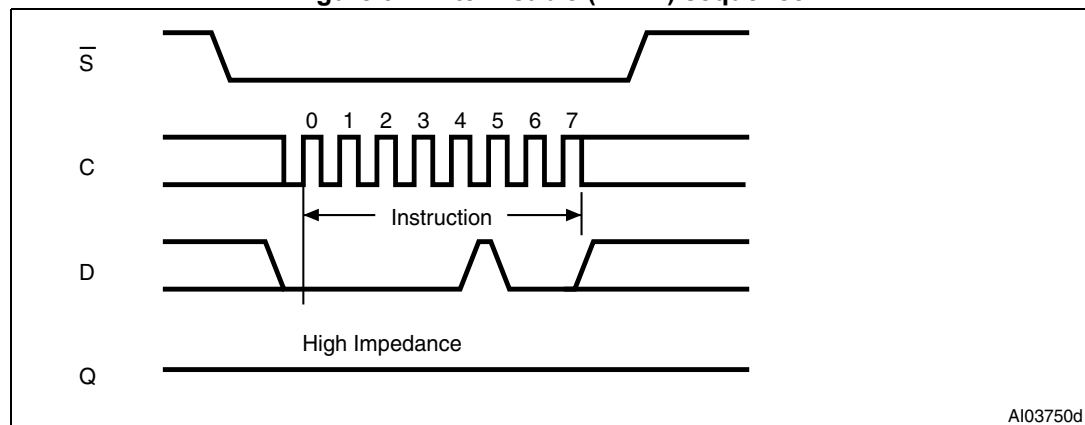 S̅
0 1 2 3 4 5 6 7
C
Instruction
D
High Impedance
Q
AI03750d